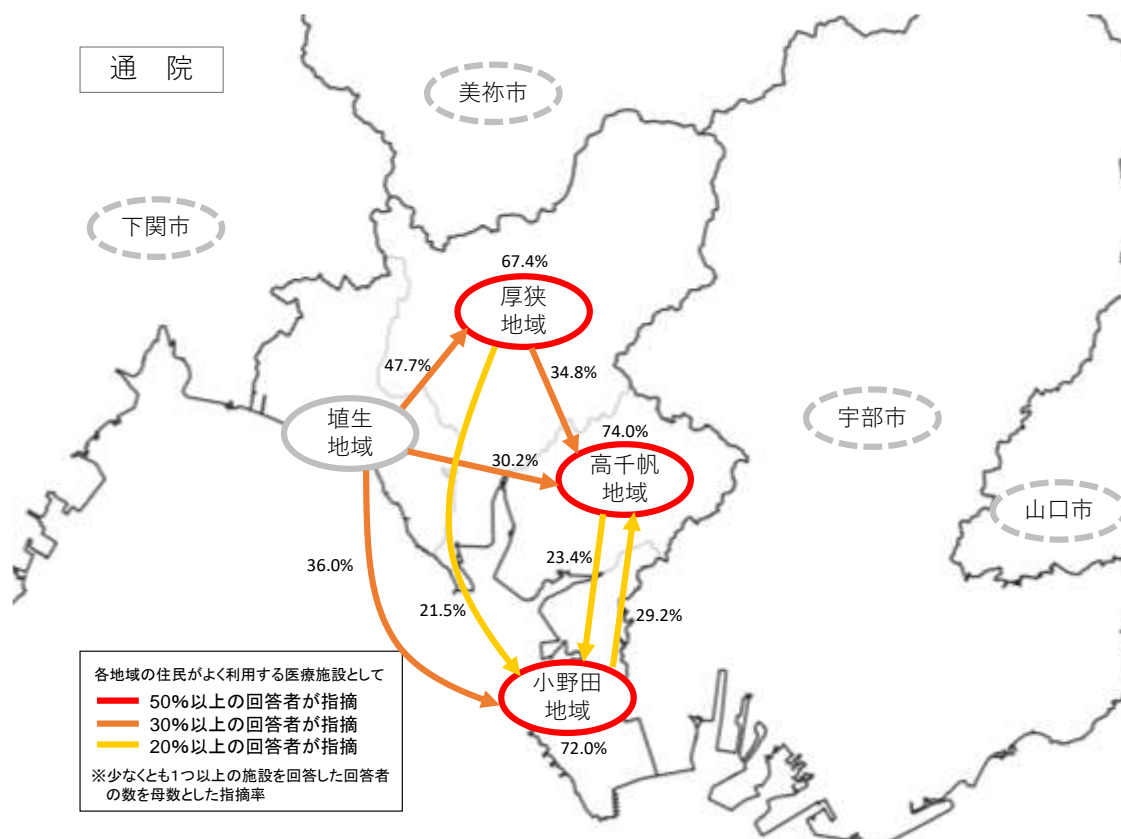 通　院
美祢市
下関市
67.4%
厚狭
地域
47.7%
34.8%
埴生
地域
宇部市
74.0%
30.2%
高千帆
地域
山口市
36.0%
23.4%
21.5%
29.2%
小野田
地域
72.0%
各地域の住民がよく利用する医療施設として
50%以上の回答者が指摘
30%以上の回答者が指摘
20%以上の回答者が指摘
※少なくとも1つ以上の施設を回答した回答者
の数を母数とした指摘率